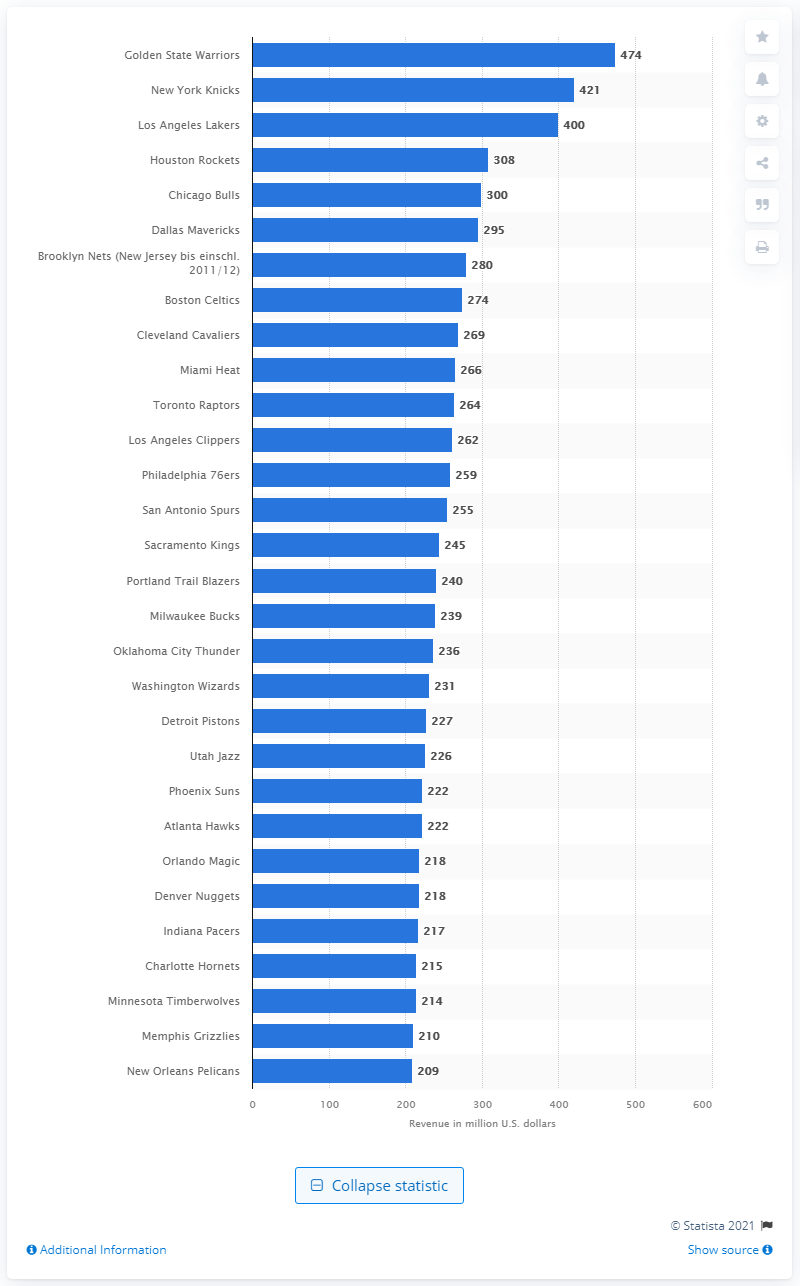 Golden State Warriors 474
New York Knicks 421
Los Angeles Lakers 400
Houston Rockets 308
Chicago Bulls 300
Dallas Mavericks 295
Brooklyn Nets (New Jersey bis einschl.
2011/12) 280
Boston Celtics 274
Cleveland Cavaliers 269
Miami Heat 266
Toronto Raptors 264
Los Angeles Clippers 262
Philadelphia 76ers 259
San Antonio Spurs 255
Sacramento Kings 245
Portland Trail Blazers 240
Milwaukee Bucks 239
Oklahoma City Thunder 236
Washington Wizards 231
Detroit Pistons 227
Utah Jazz 226
Phoenix Suns 222
Atlanta Hawks 222
Orlando Magic 218
Denver Nuggets 218
Indiana Pacers 217
Charlotte Hornets 215
Minnesota Timberwolves 214
Memphis Grizzlies 210
New Orleans Pelicans 209
0 100 200 300 400 500 600
Revenue in million U.S. dollars
Collapse statistic
© Statista 2021
Additional Information Show source